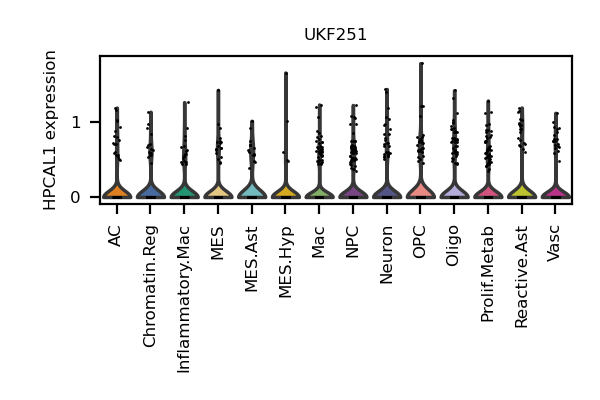 UKF251
HPCAL1 expression
1
0
AC
Chromatin.Reg
Inflammatory.Mac
MES
MES.Ast
MES.Hyp
Mac
NPC
Neuron
OPC
Oligo
Prolif.Metab
Reactive.Ast
Vasc